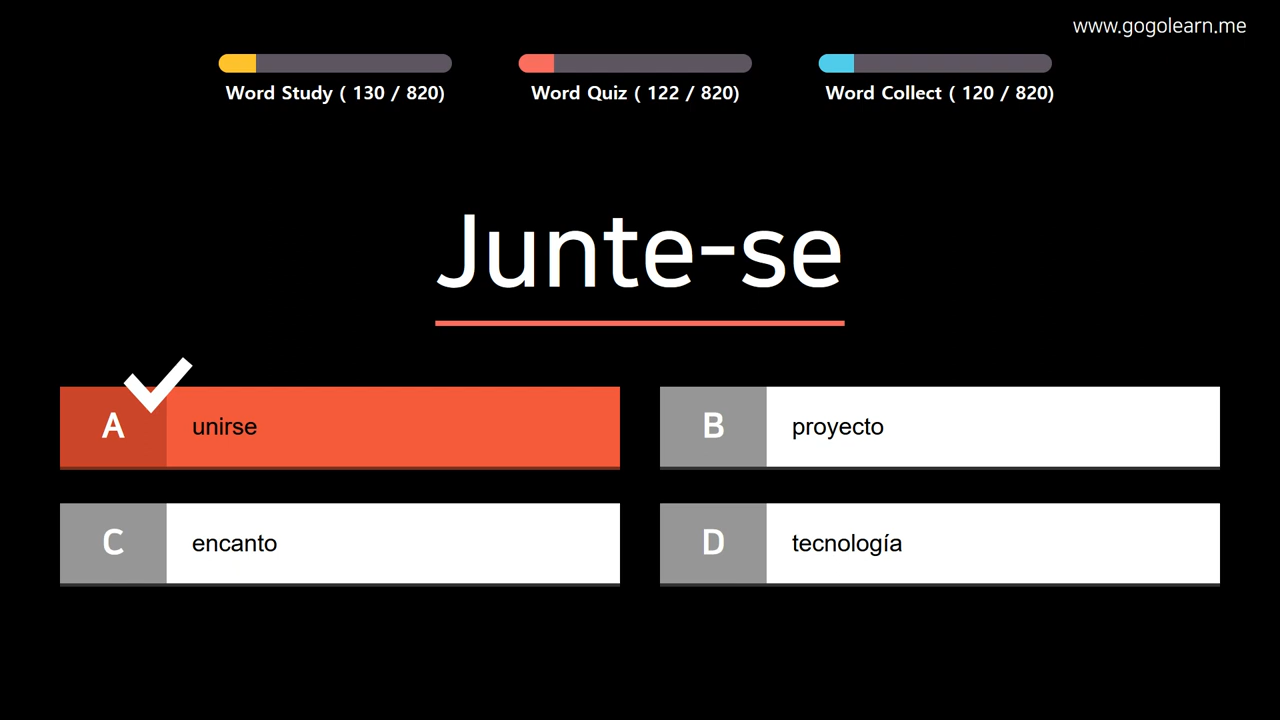 www.gogolearn.me
Word Study ( 130 / 820)
Word Quiz ( 122 / 820)
Word Collect ( 120 / 820)
Junte-se
A unirse
B proyecto
C encanto
D tecnología